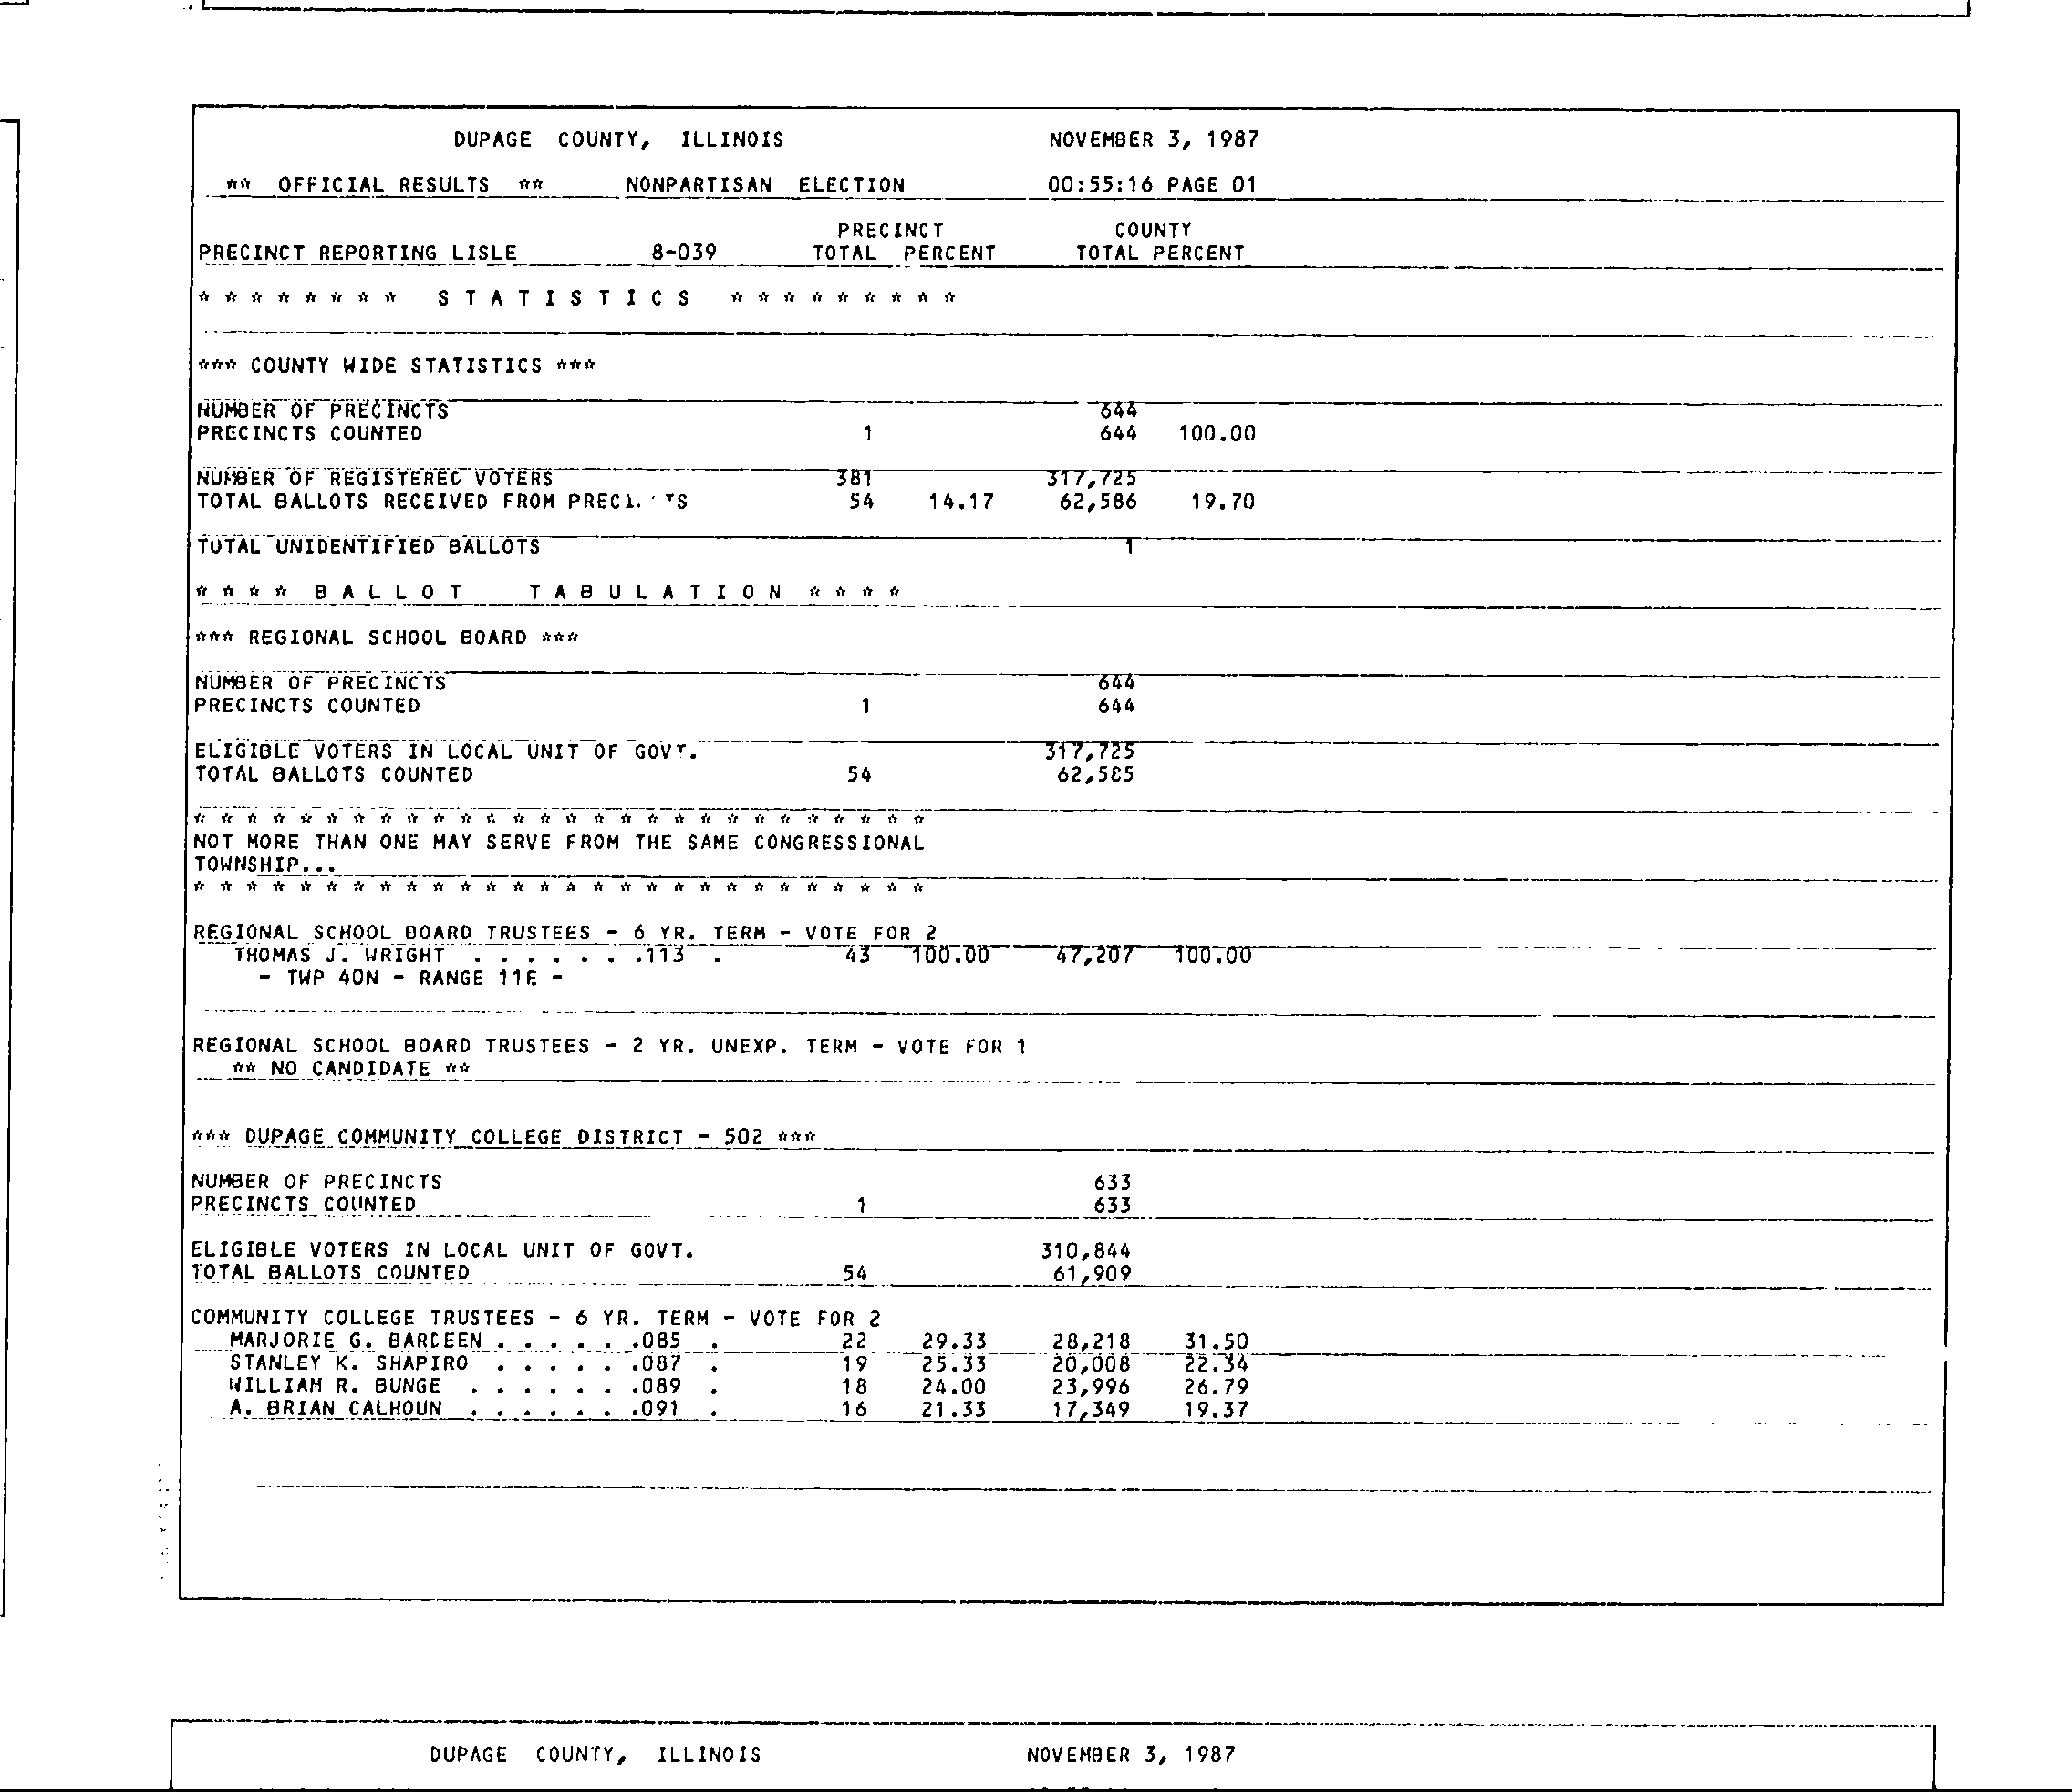 DUPAGE COUNTY, ILLINOIS NOVEMBER 3, 1987
** OFFICIAL RESULTS ** NONPARTISAN ELECTION 00:55:16 PAGE 01
PRECINCT COUNTY
PRECINCT REPORTING LISLE 8-039 TOTAL PERCENT TOTAL PERCENT
* * * * * * * * S T A T I S T I C S * * * * * * * * *
*** COUNTY WIDE STATISTICS ***
NUMBER OF PRECINCTS 644
PRECINCTS COUNTED 1 644 100.00
NUMBER OF REGISTERED VOTERS 381 317,725
TOTAL BALLOTS RECEIVED FROM 54 14.17 62,586 19.70
TOTAL UNIDENTIFIED BALLOTS 1
* * * * B A L L O T T A B U L A T I O N * * * *
*** REGIONAL SCHOOL BOARD ***
NUMBER OF PRECINCTS 644
PRECINCTS COUNTED 1 644
ELIGIBLE VOTERS IN LOCAL UNIT OF GOVT. 317,725
TOTAL BALLOTS COUNTED 54 62,585
* * * * * * * * * * * * * * * * * * * * * * * * * * * *
NOT MORE THAN ONE MAY SERVE FROM THE SAME CONGRESSIONAL
TOWNSHIP...
* * * * * * * * * * * * * * * * * * * * * * * * * * * *
REGIONAL SCHOOL BOARD TRUSTEES - 6 YR. TERM - VOTE FOR 2
THOMAS J. WRIGHT . . . . . . .113 . 43 100.00 47,207 100.00
- TWP 40N - RANGE 11E -
REGIONAL SCHOOL BOARD TRUSTEES - 2 YR. UNEXP. TERM - VOTE FOR 1
** NO CANDIDATE **
*** DUPAGE COMMUNITY COLLEGE DISTRICT - 502 ***
NUMBER OF PRECINCTS 633
PRECINCTS COUNTED 1 633
ELIGIBLE VOTERS IN LOCAL UNIT OF GOVT. 310,844
TOTAL BALLOTS COUNTED 54 61,909
COMMUNITY COLLEGE TRUSTEES - 6 YR. TERM - VOTE FOR 2
MARJORIE G. BARDEEN . . . . . .085 . 22 29.33 28,218 31.50
STANLEY K. SHAPIRO . . . . . .087 . 19 25.33 20,008 22.34
WILLIAM R. BUNGE . . . . . . .089 . 18 24.00 23,996 26.79
A. BRIAN CALHOUN . . . . . . .091 . 16 21.33 17,349 19.37
DUPAGE COUNTY, ILLINOIS NOVEMBER 3, 1987